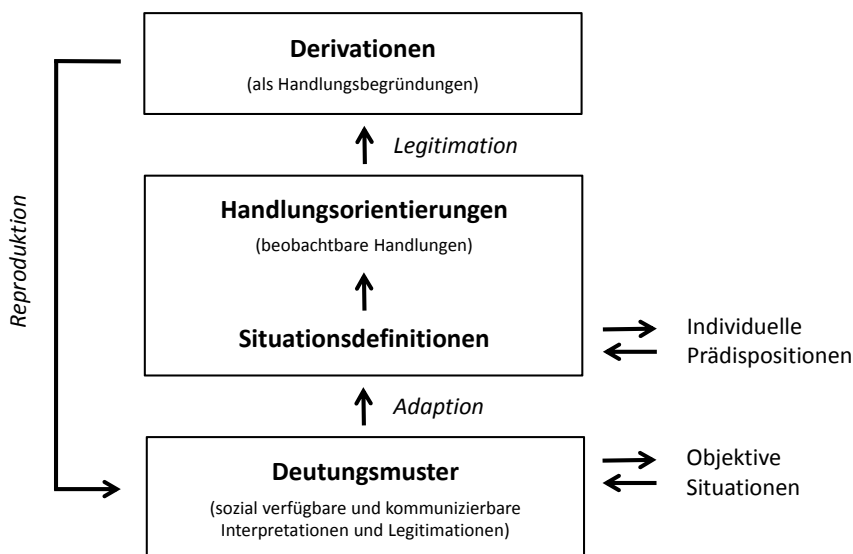 Derivationen
(als Handlungsbegründungen)
Legitimation
Reproduktion
Handlungsorientierungen
(beobachtbare Handlungen)
Situationsdefinitionen
Individuelle
Prädispositionen
Adaption
Deutungsmuster
(sozial verfügbare und kommunizierbare
Interpretationen und Legitimationen)
Objektive
Situationen